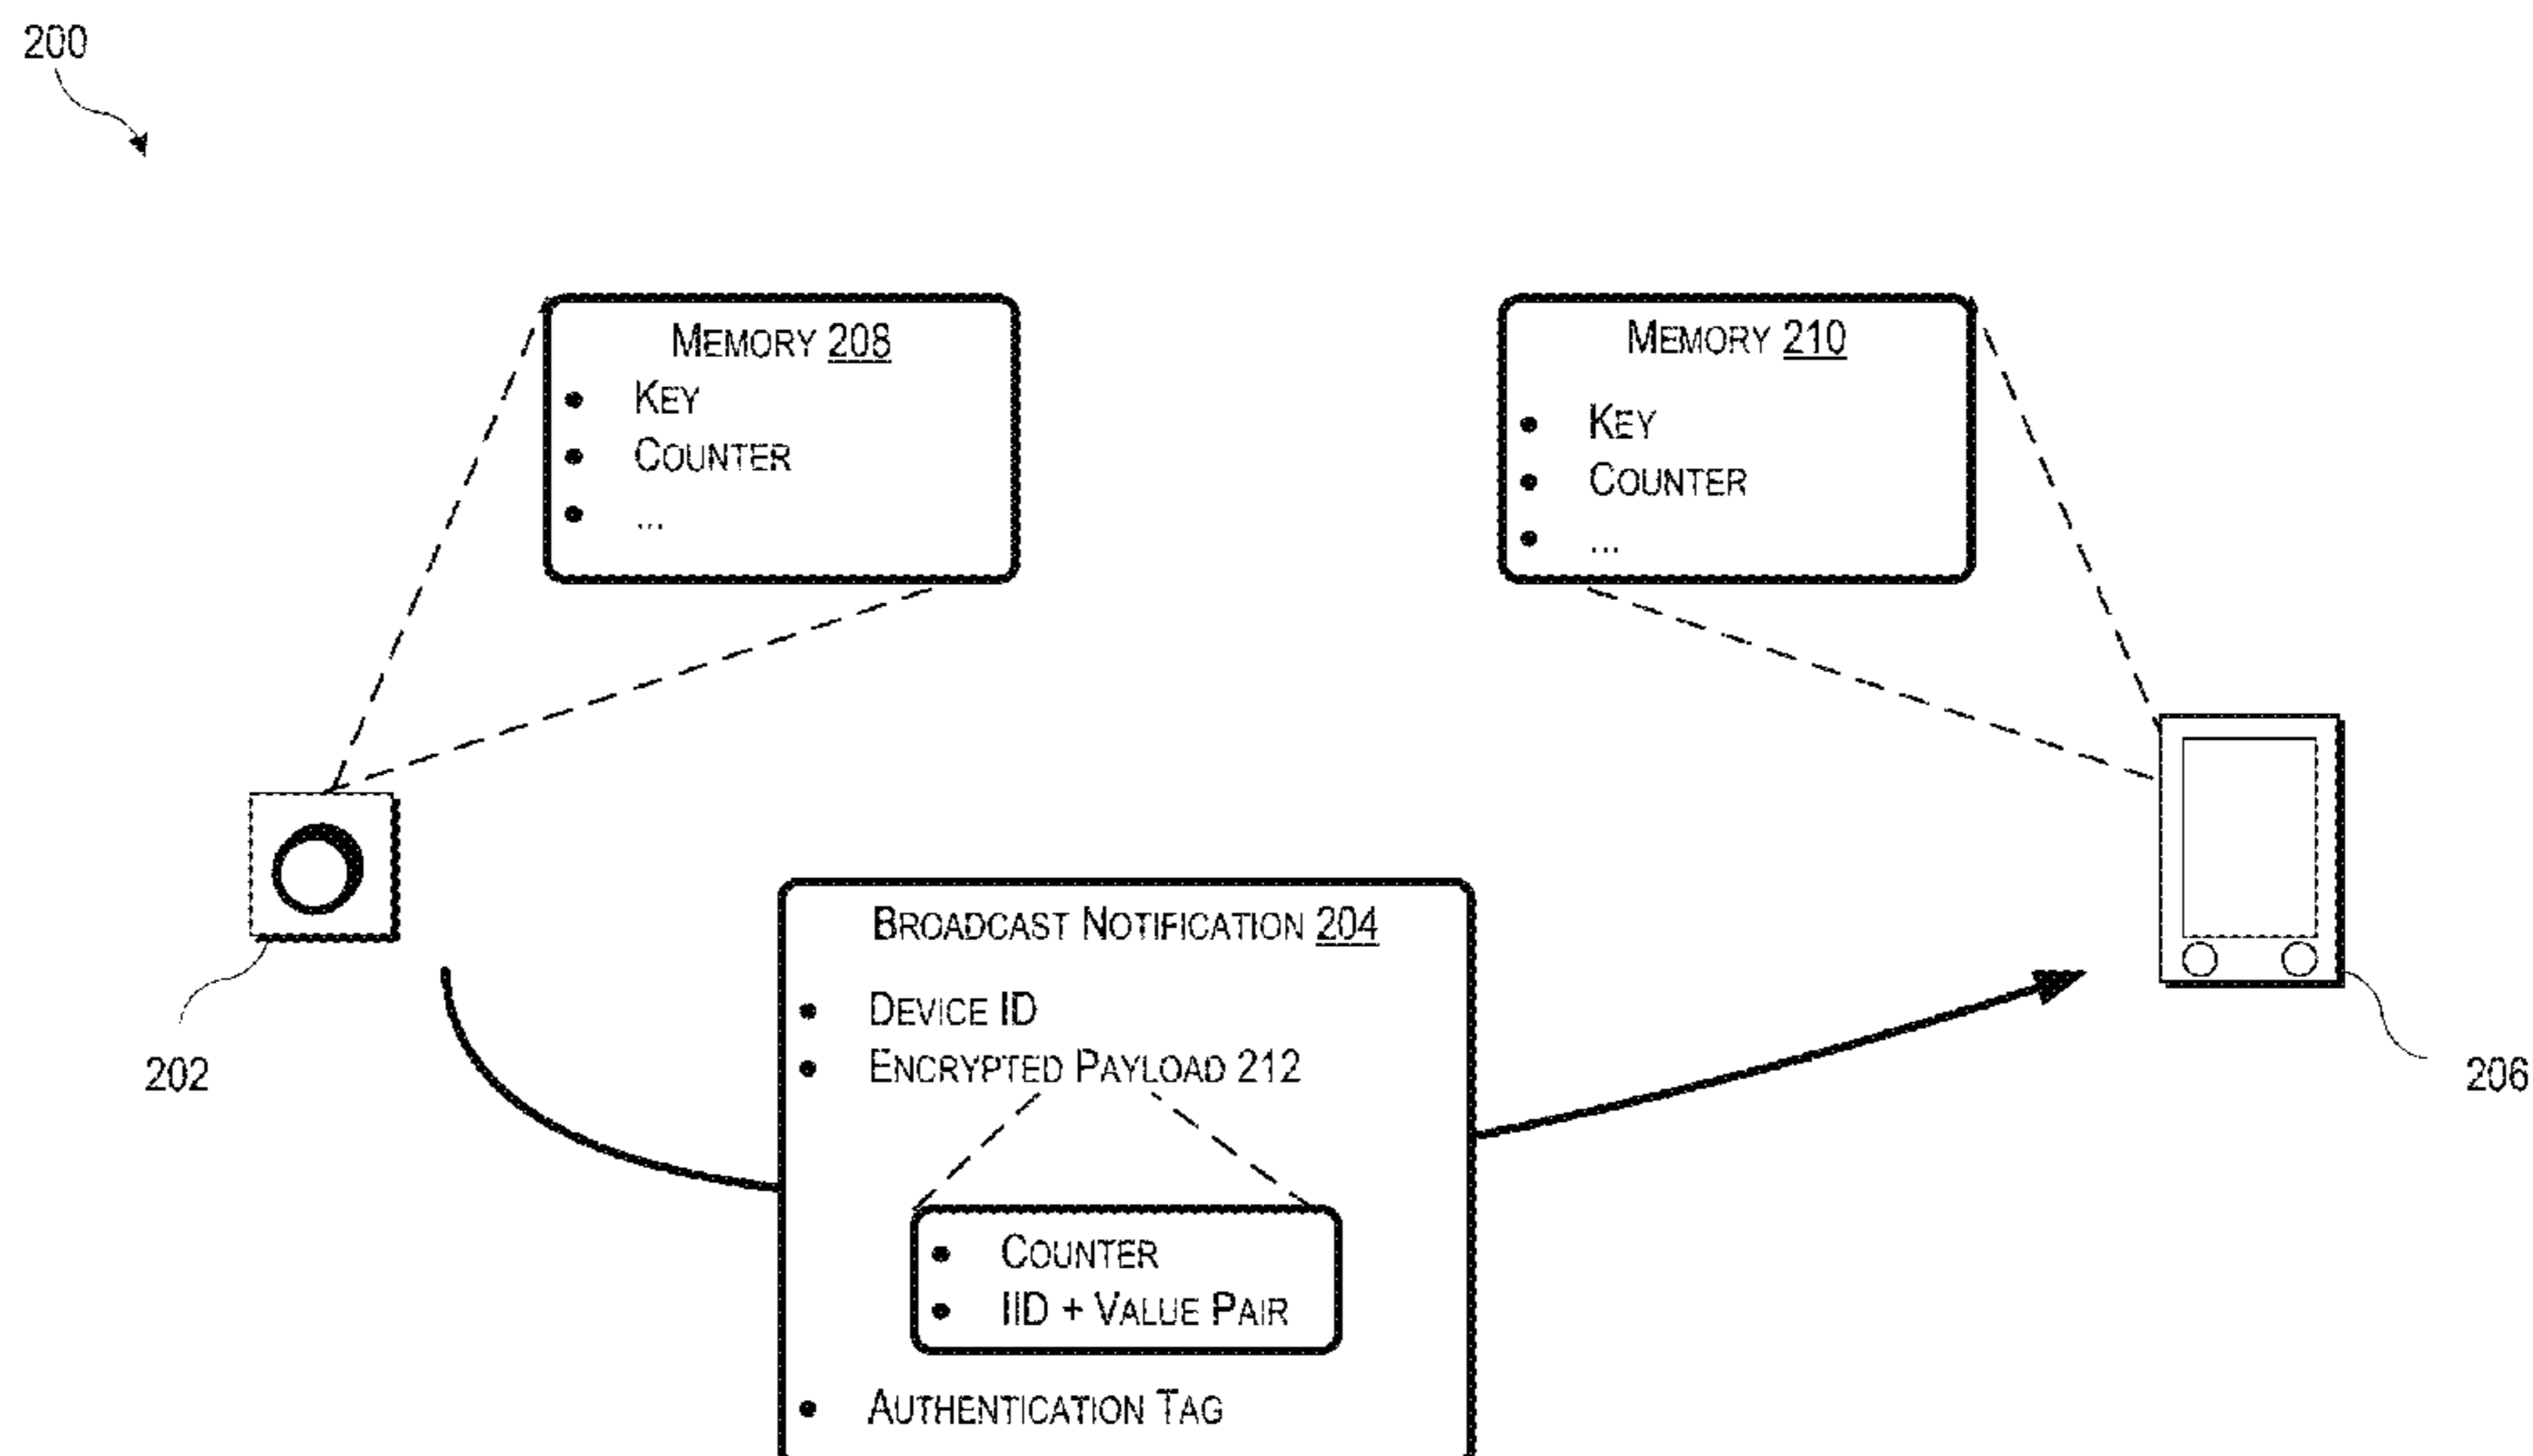 200
MEMORY 208
• KEY
• COUNTER
• ...
MEMORY 210
• KEY
• COUNTER
• ...
202
BROADCAST NOTIFICATION 204
• DEVICE ID
• ENCRYPTED PAYLOAD 212
• COUNTER
• IID + VALUE PAIR
• AUTHENTICATION TAG
206